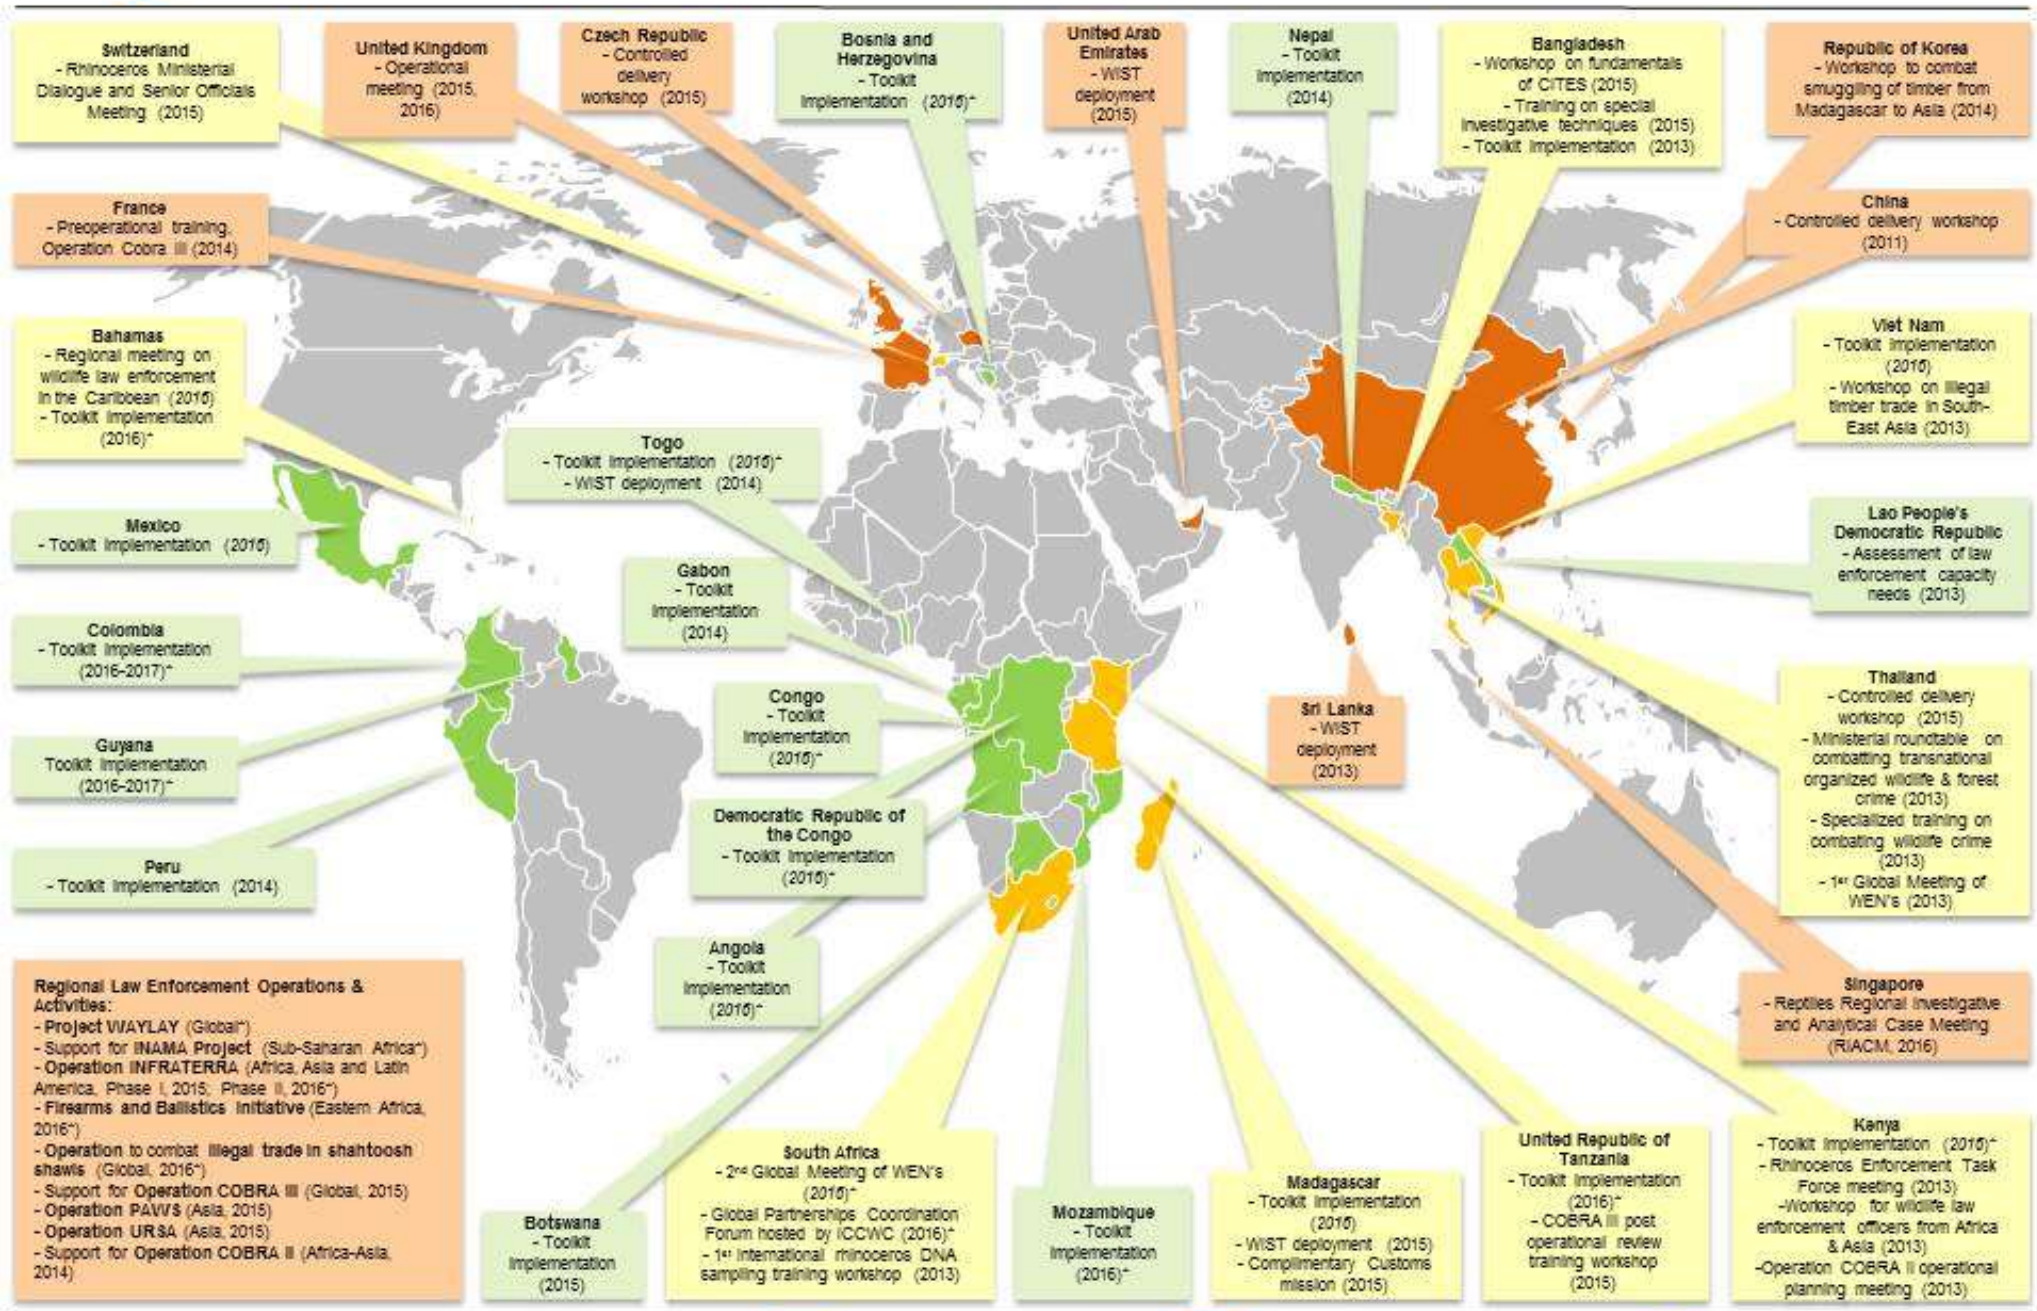 Switzerland
- Rhinoceros Ministerial
Dialogue and Senior Officials
Meeting (2015)
United Kingdom
- Operational
meeting (2015,
2016)
Czech Republic
- Controlled
delivery
workshop (2015)
Bosnia and
Herzegovina
- Toolkit
Implementation (2016)*
United Arab
Emirates
- WIST
deployment
(2015)
Nepal
- Toolkit
Implementation
(2014)
Bangladesh
- Workshop on fundamentals
of CITES (2015)
- Training on special
investigative techniques (2015)
- Toolkit Implementation (2013)
Republic of Korea
- Workshop to combat
smuggling of timber from
Madagascar to Asia (2014)
France
- Preoperational training,
Operation Cobra III (2014)
China
- Controlled delivery workshop
(2011)
Bahamas
- Regional meeting on
wildlife law enforcement
in the Caribbean (2016)
- Toolkit Implementation
(2016)*
Viet Nam
- Toolkit Implementation
(2016)
- Workshop on illegal
timber trade in South-
East Asia (2013)
Togo
- Toolkit Implementation (2016)*
- WIST deployment (2014)
Mexico
- Toolkit Implementation (2016)
Lao People's
Democratic Republic
- Assessment of law
enforcement capacity
needs (2013)
Gabon
- Toolkit
Implementation
(2014)
Colombia
- Toolkit Implementation
(2016-2017)*
Congo
- Toolkit
Implementation
(2016)*
Sri Lanka
- WIST
deployment
(2013)
Thailand
- Controlled delivery
workshop (2015)
- Ministerial roundtable on
combatting transnational
organized wildlife & forest
crime (2013)
- Specialized training on
combating wildlife crime
(2013)
- 1st Global Meeting of
WEN's (2013)
Guyana
Toolkit Implementation
(2016-2017)*
Democratic Republic of
the Congo
- Toolkit Implementation
(2016)*
Peru
- Toolkit Implementation (2014)
Angola
- Toolkit
Implementation
(2016)*
Singapore
- Reptiles Regional Investigative
and Analytical Case Meeting
(RIACM, 2016)
Regional Law Enforcement Operations &
Activities:
- Project WAYLAY (Global*)
- Support for INAMA Project (Sub-Saharan Africa*)
- Operation INFRATERRA (Africa, Asia and Latin
America, Phase I, 2015; Phase II, 2016*)
- Firearms and Ballistics Initiative (Eastern Africa,
2016*)
- Operation to combat illegal trade in shahtoosh
shawls (Global, 2016*)
- Support for Operation COBRA III (Global, 2015)
- Operation PAWS (Asia, 2015)
- Operation URSA (Asia, 2015)
- Support for Operation COBRA II (Africa-Asia,
2014)
Botswana
- Toolkit
Implementation
(2015)
South Africa
- 2nd Global Meeting of WEN's
(2016)*
- Global Partnerships Coordination
Forum hosted by ICCWC (2016)*
- 1st International rhinoceros DNA
sampling training workshop (2013)
Mozambique
- Toolkit
Implementation
(2016)*
Madagascar
- Toolkit Implementation
(2016)
- WIST deployment (2015)
- Complimentary Customs
mission (2015)
United Republic of
Tanzania
- Toolkit Implementation
(2016)*
- COBRA III post
operational review
training workshop
(2015)
Kenya
- Toolkit Implementation (2016)*
- Rhinoceros Enforcement Task
Force meeting (2013)
-Workshop for wildlife law
enforcement officers from Africa
& Asia (2013)
-Operation COBRA II operational
planning meeting (2013)